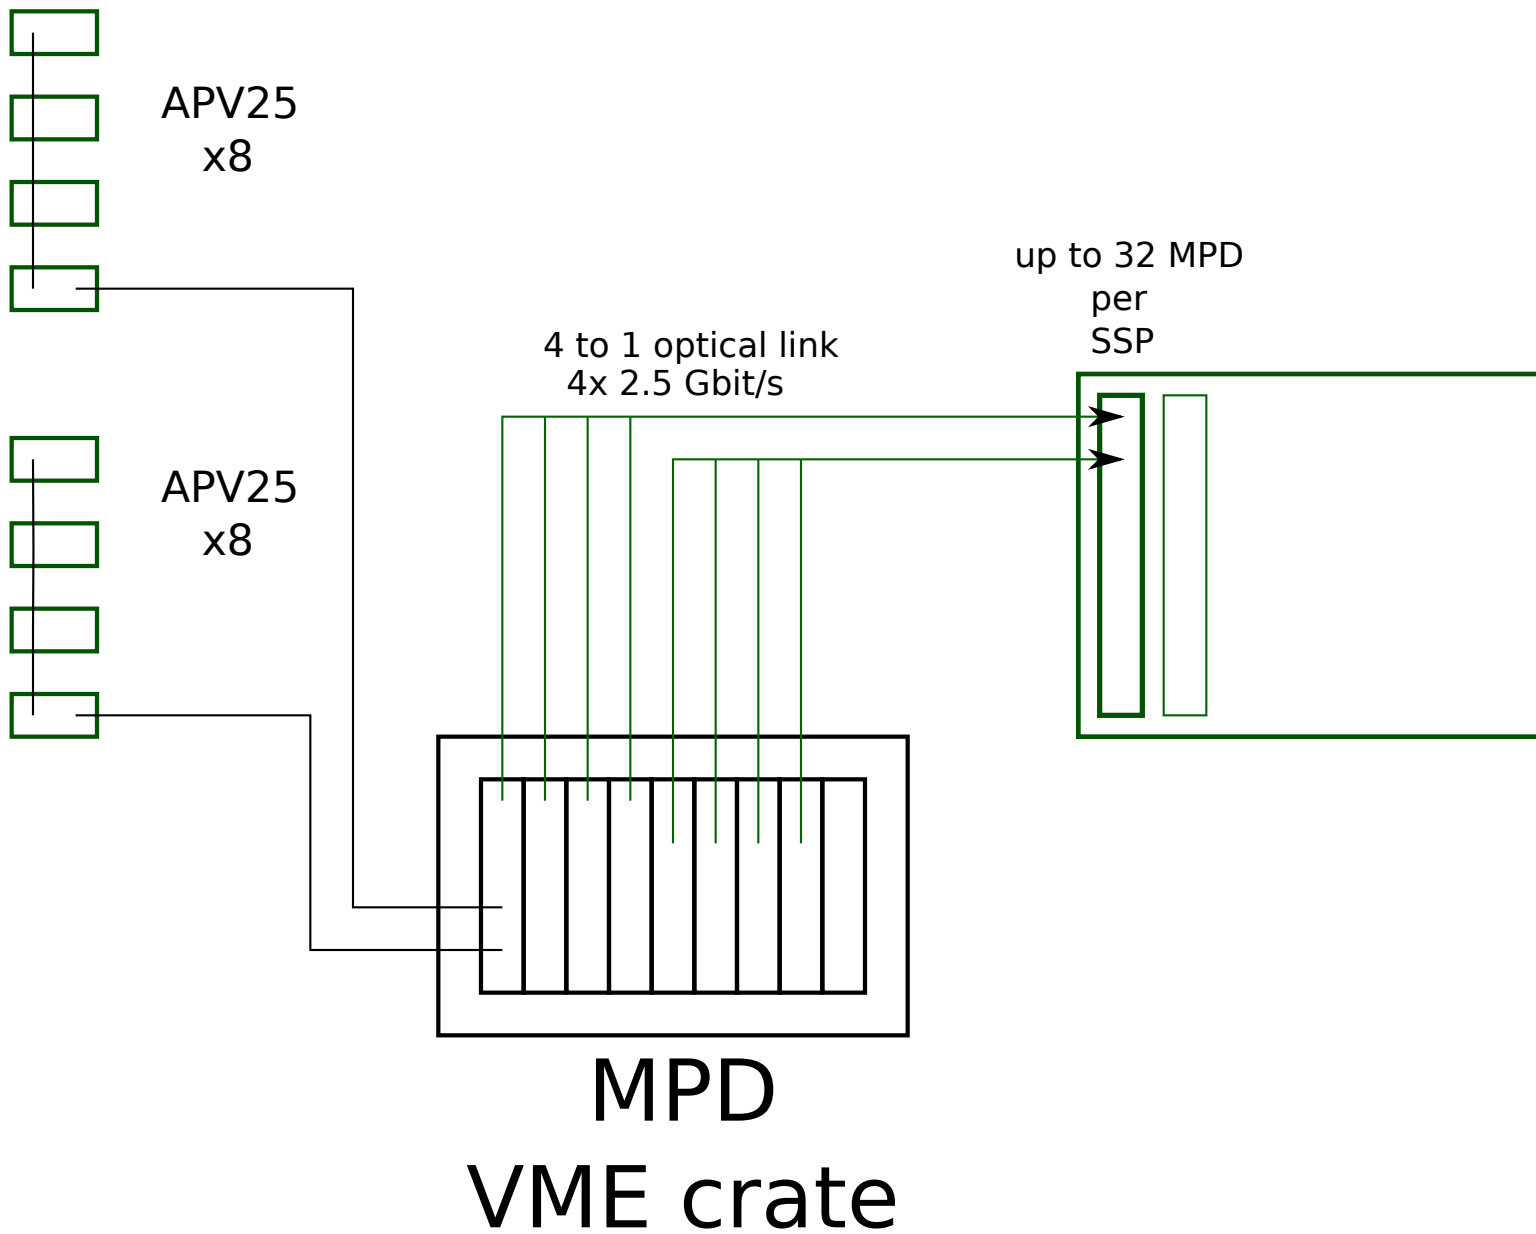 APV25
x8
up to 32 MPD
per
SSP
4 to 1 optical link
4x 2.5 Gbit/s
APV25
x8
MPD
VME crate